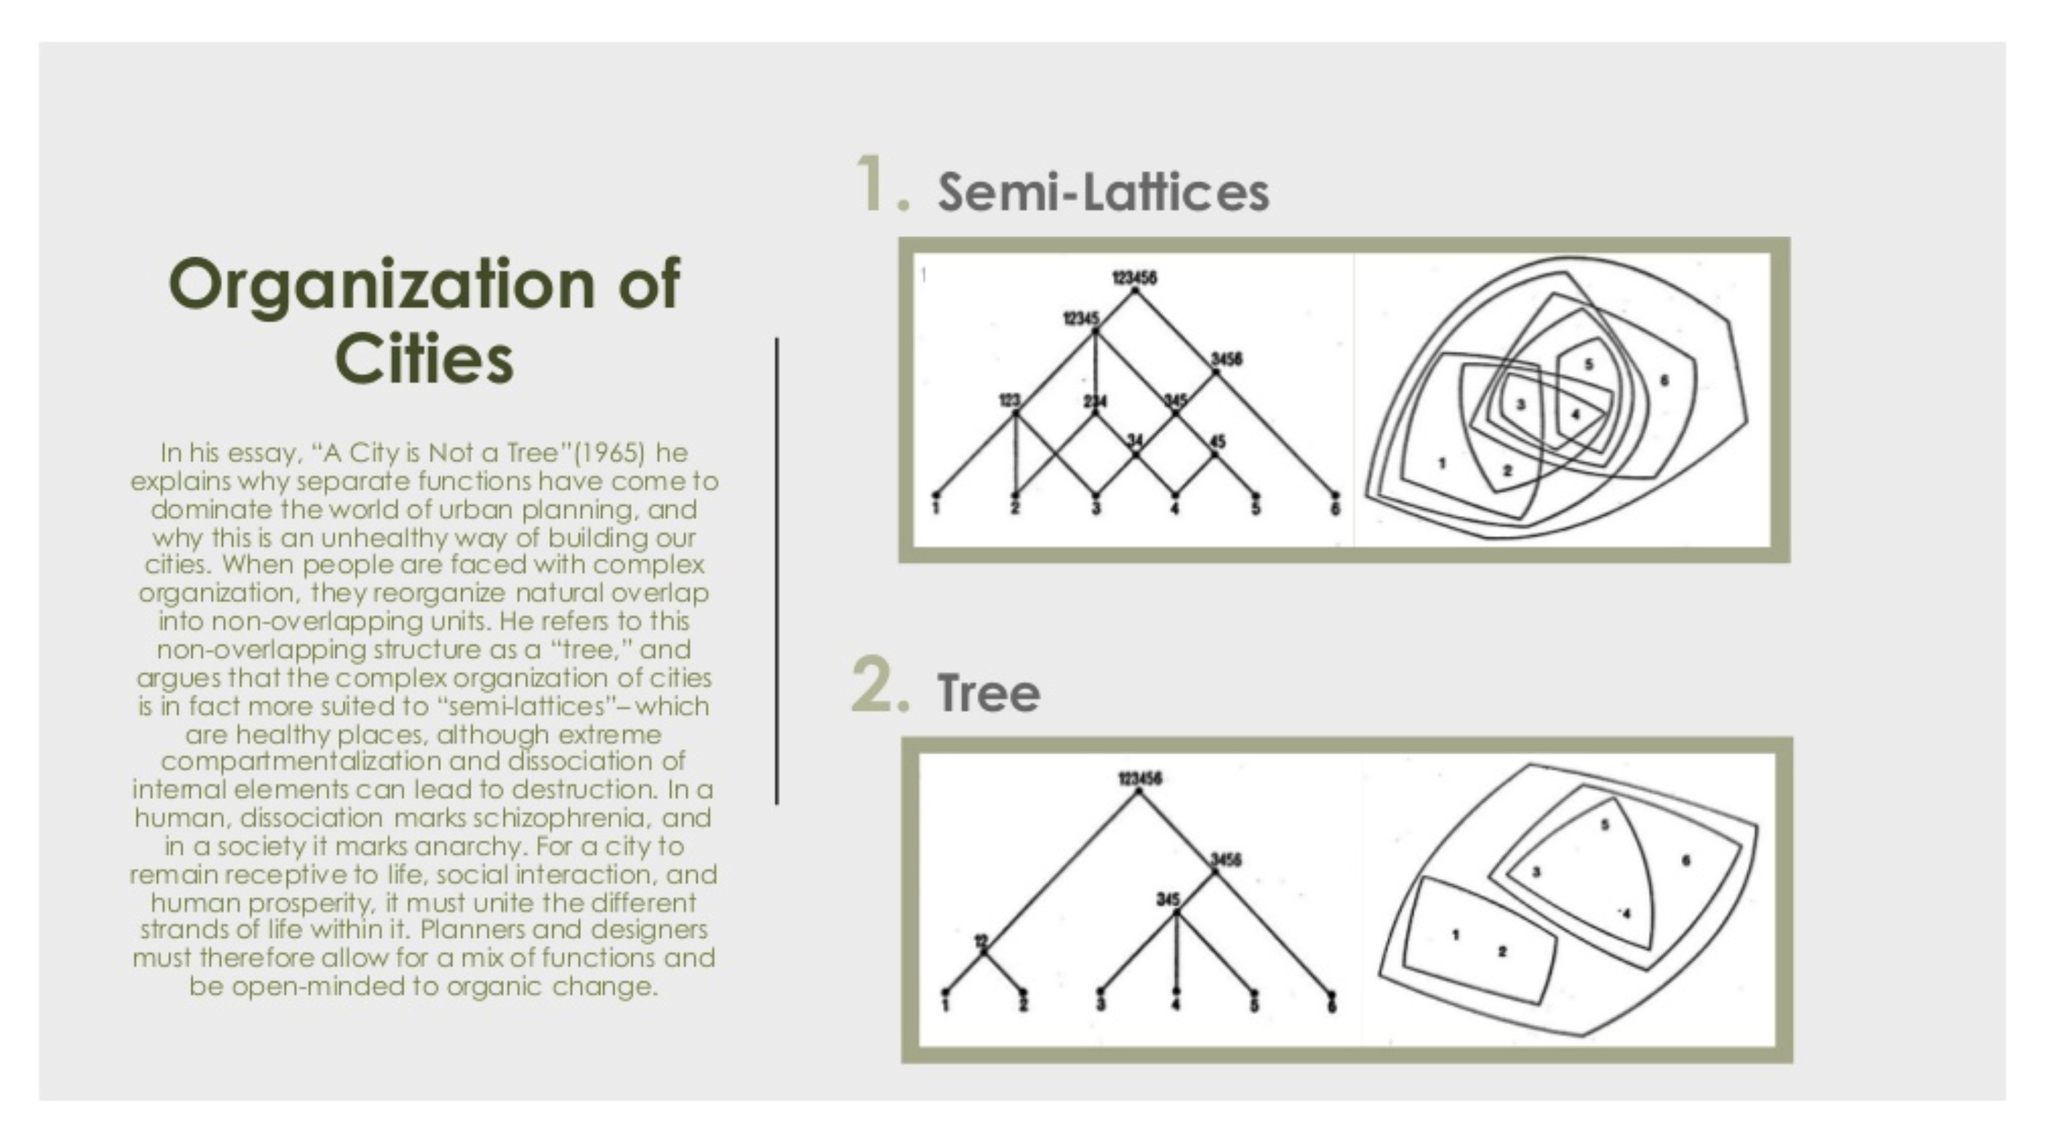 Organization of
Cities
In his essay, “A City is Not a Tree”(1965) he
explains why separate functions have come to
dominate the world of urban planning, and
why this is an unhealthy way of building our
cities. When people are faced with complex
organization, they reorganize natural overlap
into non-overlapping units. He refers to this
non-overlapping structure as a “tree,” and
argues that the complex organization of cities
is in fact more suited to “semi-lattices”– which
are healthy places, although extreme
compartmentalization and dissociation of
internal elements can lead to destruction. In a
human, dissociation marks schizophrenia, and
in a society it marks anarchy. For a city to
remain receptive to life, social interaction, and
human prosperity, it must unite the different
strands of life within it. Planners and designers
must therefore allow for a mix of functions and
be open-minded to organic change.
1. Semi-Lattices
123456
12345
3456
123 234 345
34 45
1 2 3 4 5 6
5
6
3
4
1
2
2. Tree
123456
3456
345
12
1 2 3 4 5 6
5
6
3
4
1
2